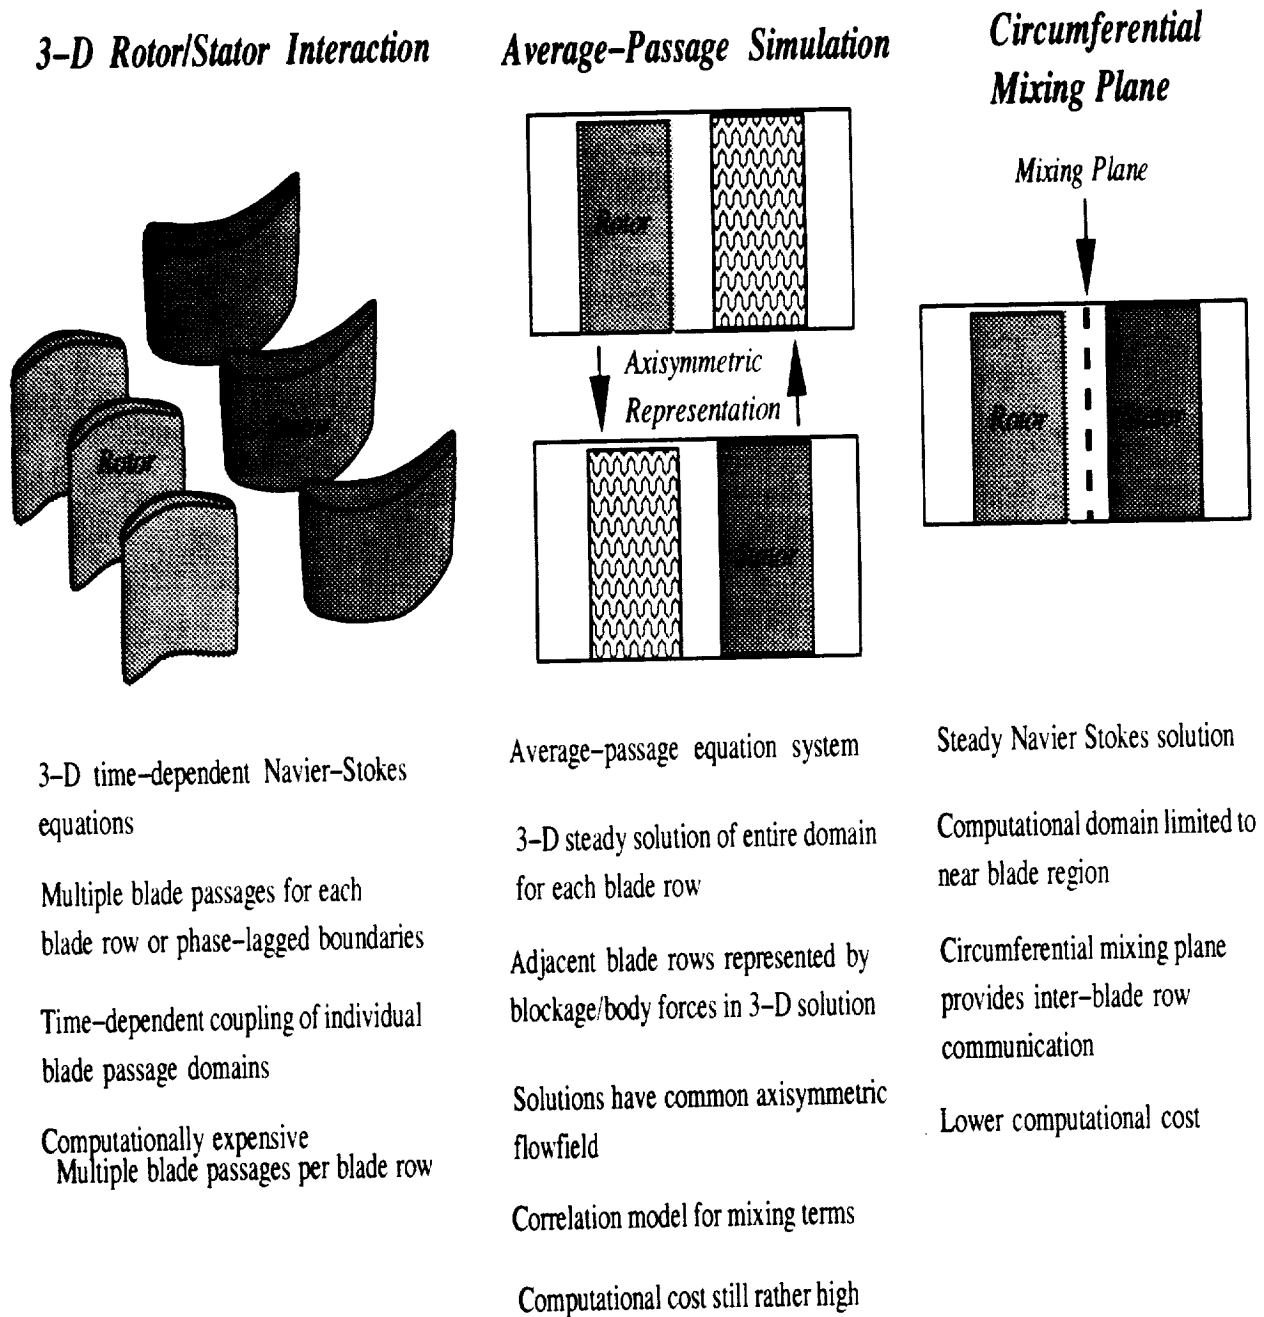 3–D Rotor/Stator Interaction
Rotor
3–D time–dependent Navier–Stokes
equations
Multiple blade passages for each
blade row or phase–lagged boundaries
Time–dependent coupling of individual
blade passage domains
Computationally expensive
Multiple blade passages per blade row
Average–Passage Simulation
Rotor
Axisymmetric
Representation
Average–passage equation system
3–D steady solution of entire domain
for each blade row
Adjacent blade rows represented by
blockage/body forces in 3–D solution
Solutions have common axisymmetric
flowfield
Correlation model for mixing terms
Computational cost still rather high
Circumferential
Mixing Plane
Mixing Plane
Rotor
Steady Navier Stokes solution
Computational domain limited to
near blade region
Circumferential mixing plane
provides inter–blade row
communication
Lower computational cost